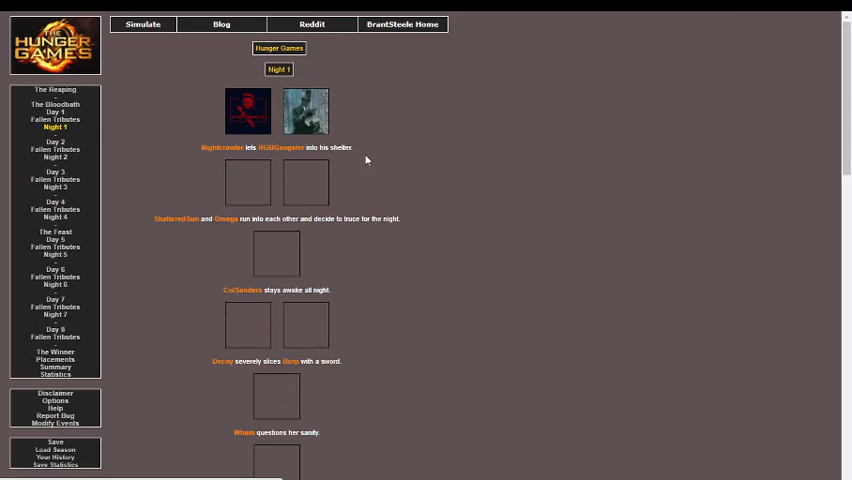 THE
HUNGER
GAMES
Simulate
Blog
Reddit
BrantSteele Home
Hunger Games
Night 1
The Reaping
-
The Bloodbath
Day 1
Fallen Tributes
Night 1
-
Day 2
Fallen Tributes
Night 2
-
Day 3
Fallen Tributes
Night 3
-
Day 4
Fallen Tributes
Night 4
-
The Feast
Day 5
Fallen Tributes
Night 5
-
Day 6
Fallen Tributes
Night 6
-
Day 7
Fallen Tributes
Night 7
-
Day 8
Fallen Tributes
-
The Winner
Placements
Summary
Statistics
Disclaimer
Options
Help
Report Bug
Modify Events
Save
Load Season
Your History
Save Statistics
Nightcrawler lets RGBGangster into his shelter.
ShatteredSun and Omega run into each other and decide to truce for the night.
ColSanders stays awake all night.
Decoy severely slices Borp with a sword.
Wham questions her sanity.